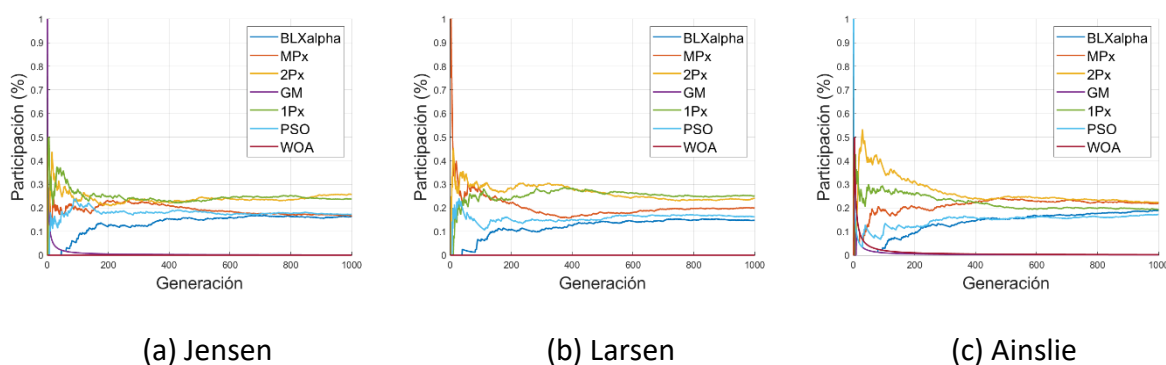 1
0.9
0.8
0.7
0.6
0.5
0.4
0.3
0.2
0.1
0
Participación (%)
0 200 400 600 800 1000
Generación
BLXalpha
MPx
2Px
GM
1Px
PSO
WOA
(a) Jensen
1
0.9
0.8
0.7
0.6
0.5
0.4
0.3
0.2
0.1
0
Participación (%)
0 200 400 600 800 1000
Generación
BLXalpha
MPx
2Px
GM
1Px
PSO
WOA
(b) Larsen
1
0.9
0.8
0.7
0.6
0.5
0.4
0.3
0.2
0.1
0
Participación (%)
0 200 400 600 800 1000
Generación
BLXalpha
MPx
2Px
GM
1Px
PSO
WOA
(c) Ainslie